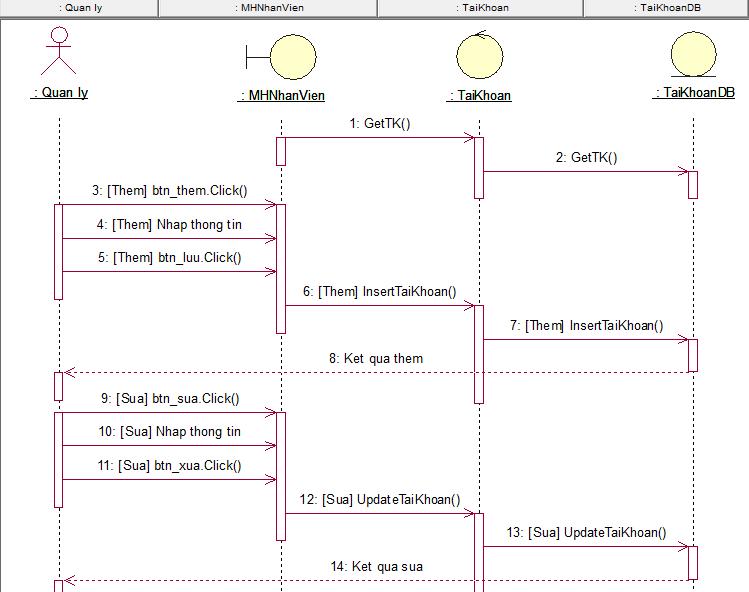 : Quan ly
: MHNhanVien
: TaiKhoan
: TaiKhoanDB
: Quan ly
: MHNhanVien
: TaiKhoan
: TaiKhoanDB
1: GetTK()
2: GetTK()
3: [Them] btn_them.Click()
4: [Them] Nhap thong tin
5: [Them] btn_luu.Click()
6: [Them] InsertTaiKhoan()
7: [Them] InsertTaiKhoan()
8: Ket qua them
9: [Sua] btn_sua.Click()
10: [Sua] Nhap thong tin
11: [Sua] btn_xua.Click()
12: [Sua] UpdateTaiKhoan()
13: [Sua] UpdateTaiKhoan()
14: Ket qua sua